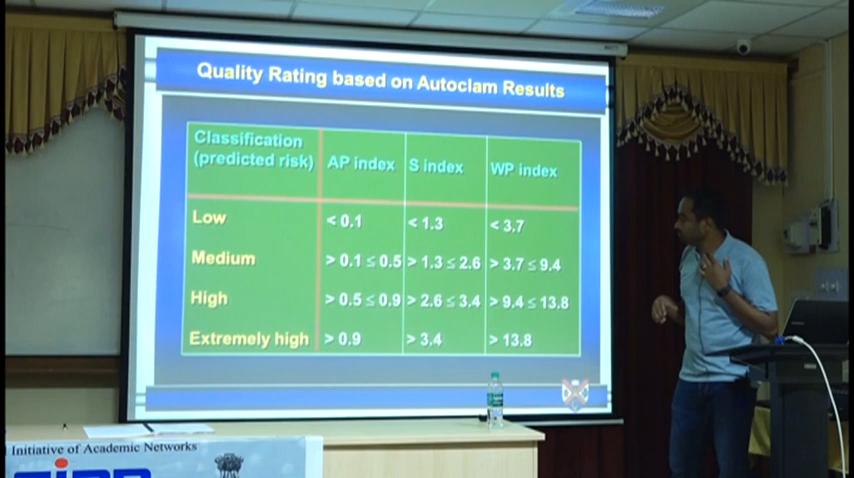 Quality Rating based on Autoclam Results
Classification
(predicted risk) AP index S index WP index
Low < 0.1 < 1.3 < 3.7
Medium > 0.1 ≤ 0.5 > 1.3 ≤ 2.6 > 3.7 ≤ 9.4
High > 0.5 ≤ 0.9 > 2.6 ≤ 3.4 > 9.4 ≤ 13.8
Extremely high > 0.9 > 3.4 > 13.8
Initiative of Academic Networks